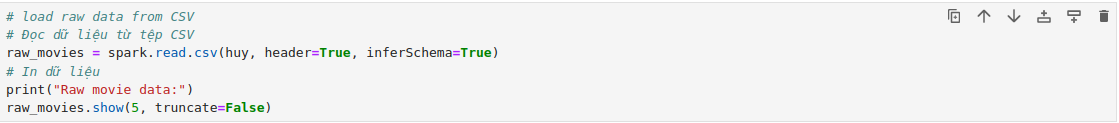 # load raw data from CSV
# Đọc dữ liệu từ tệp CSV
raw_movies = spark.read.csv(huy, header=True, inferSchema=True)
# In dữ liệu
print("Raw movie data:")
raw_movies.show(5, truncate=False)